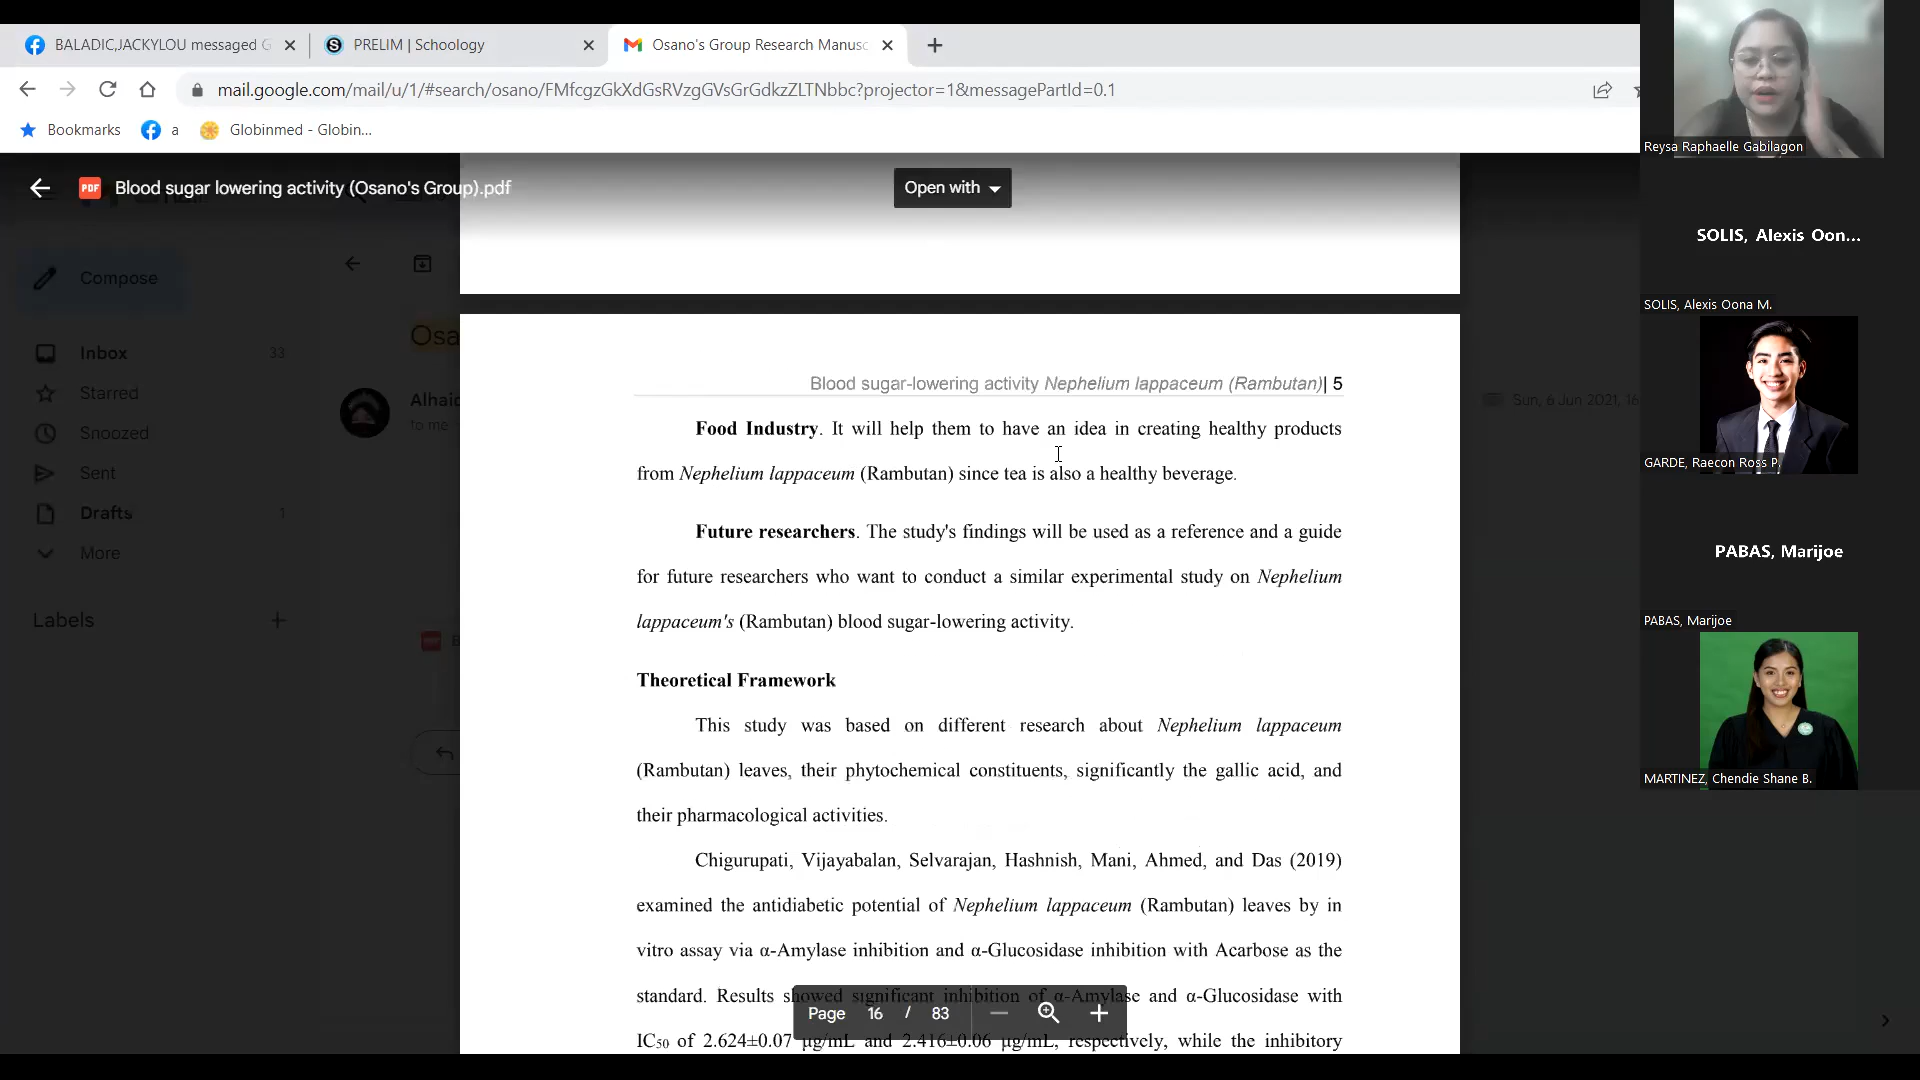 BALADIC,JACKYLOU messaged G
PRELIM | Schoology
Osano's Group Research Manusc
mail.google.com/mail/u/1/#search/osano/FMfcgzGkXdGsRVzgGVsGrGdkzZLTNbbc?projector=1&messagePartId=0.1
Bookmarks
a
Globinmed - Globin...
PDF
Blood sugar lowering activity (Osano's Group).pdf
Open with
Compose
Inbox 33
Starred
Snoozed
Sent
Drafts 1
More
Labels
Osa
Alhaid
to me
Sun, 6 Jun 2021, 16
Blood sugar-lowering activity Nephelium lappaceum (Rambutan)| 5
Food Industry. It will help them to have an idea in creating healthy products
from Nephelium lappaceum (Rambutan) since tea is also a healthy beverage.
Future researchers. The study's findings will be used as a reference and a guide
for future researchers who want to conduct a similar experimental study on Nephelium
lappaceum's (Rambutan) blood sugar-lowering activity.
Theoretical Framework
This study was based on different research about Nephelium lappaceum
(Rambutan) leaves, their phytochemical constituents, significantly the gallic acid, and
their pharmacological activities.
Chigurupati, Vijayabalan, Selvarajan, Hashnish, Mani, Ahmed, and Das (2019)
examined the antidiabetic potential of Nephelium lappaceum (Rambutan) leaves by in
vitro assay via α-Amylase inhibition and α-Glucosidase inhibition with Acarbose as the
standard. Results showed significant inhibition of α-Amylase and α-Glucosidase with
IC50 of 2.624±0.07 μg/mL and 2.416±0.06 μg/mL, respectively, while the inhibitory
Page 16 / 83
Reysa Raphaelle Gabilagon
SOLIS, Alexis Oon...
SOLIS, Alexis Oona M.
GARDE, Raecon Ross P.
PABAS, Marijoe
PABAS, Marijoe
MARTINEZ, Chendie Shane B.